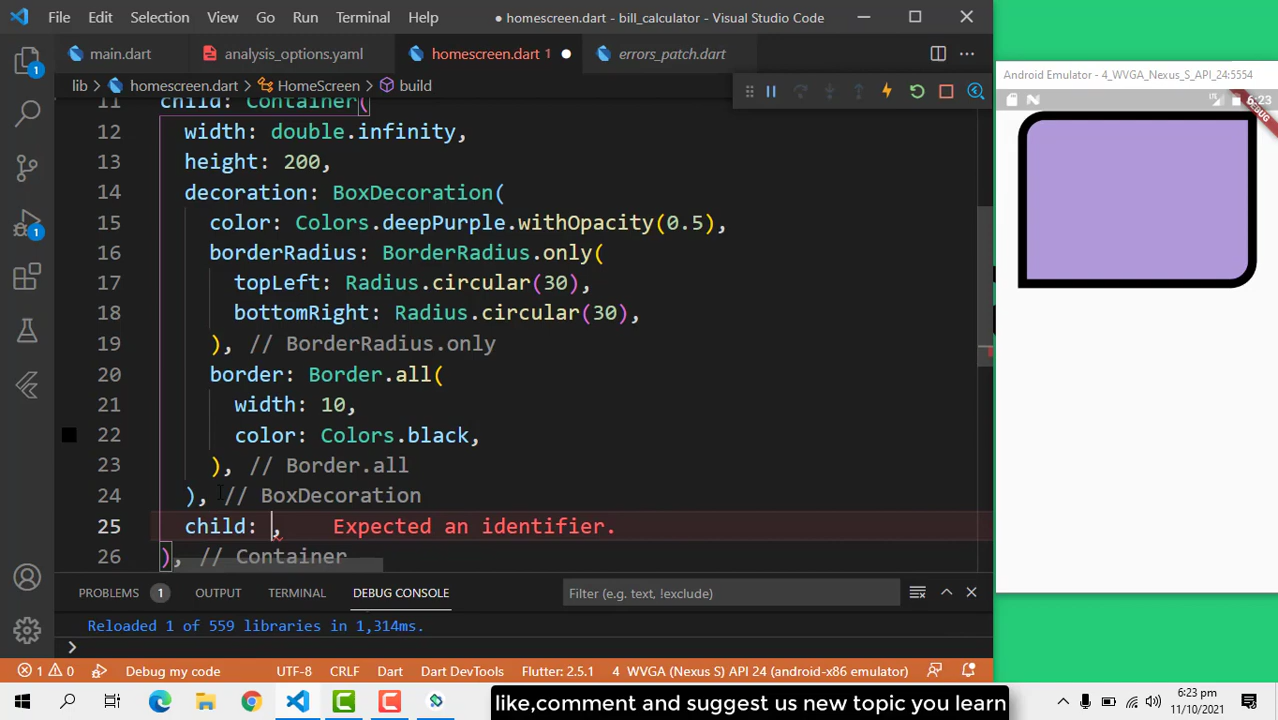 File Edit Selection View Go Run Terminal Help
homescreen.dart - bill_calculator - Visual Studio Code
main.dart
analysis_options.yaml
homescreen.dart 1
errors_patch.dart
lib > homescreen.dart > HomeScreen > build
11 child: Container(
12 width: double.infinity,
13 height: 200,
14 decoration: BoxDecoration(
15 color: Colors.deepPurple.withOpacity(0.5),
16 borderRadius: BorderRadius.only(
17 topLeft: Radius.circular(30),
18 bottomRight: Radius.circular(30),
19 ), // BorderRadius.only
20 border: Border.all(
21 width: 10,
22 color: Colors.black,
23 ), // Border.all
24 ), // BoxDecoration
25 child: , Expected an identifier.
26 ), // Container
1
1
PROBLEMS 1 OUTPUT TERMINAL DEBUG CONSOLE
Filter (e.g. text, !exclude)
Reloaded 1 of 559 libraries in 1,314ms.
1 0 Debug my code UTF-8 CRLF Dart Dart DevTools Flutter: 2.5.1 4 WVGA (Nexus S) API 24 (android-x86 emulator)
Android Emulator - 4_WVGA_Nexus_S_API_24:5554
6:23
DEBUG
like,comment and suggest us new topic you learn
6:23 pm
11/10/2021